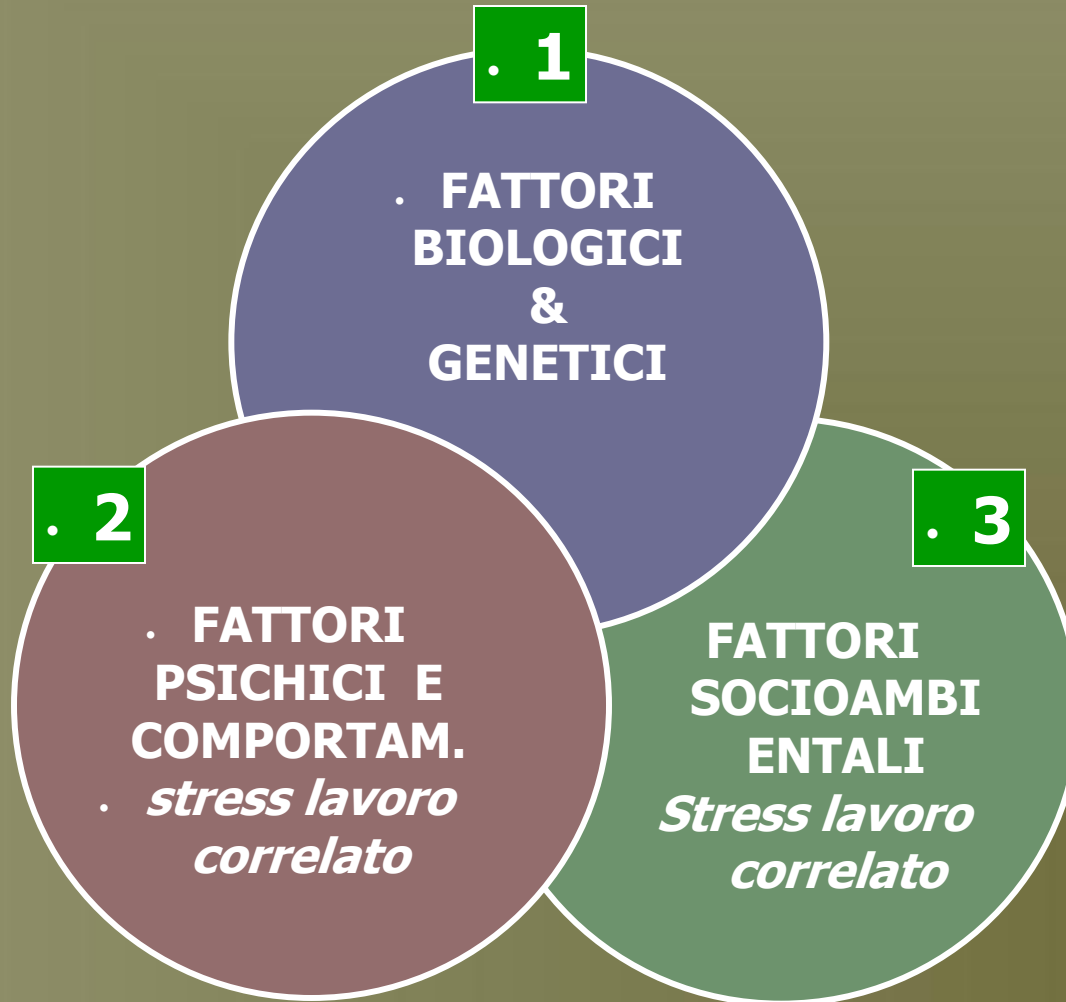 . 1
. FATTORI
BIOLOGICI
&
GENETICI
. 2
. FATTORI
PSICHICI E
COMPORTAM.
. stress lavoro
correlato
. 3
FATTORI
SOCIOAMBI
ENTALI
Stress lavoro
correlato